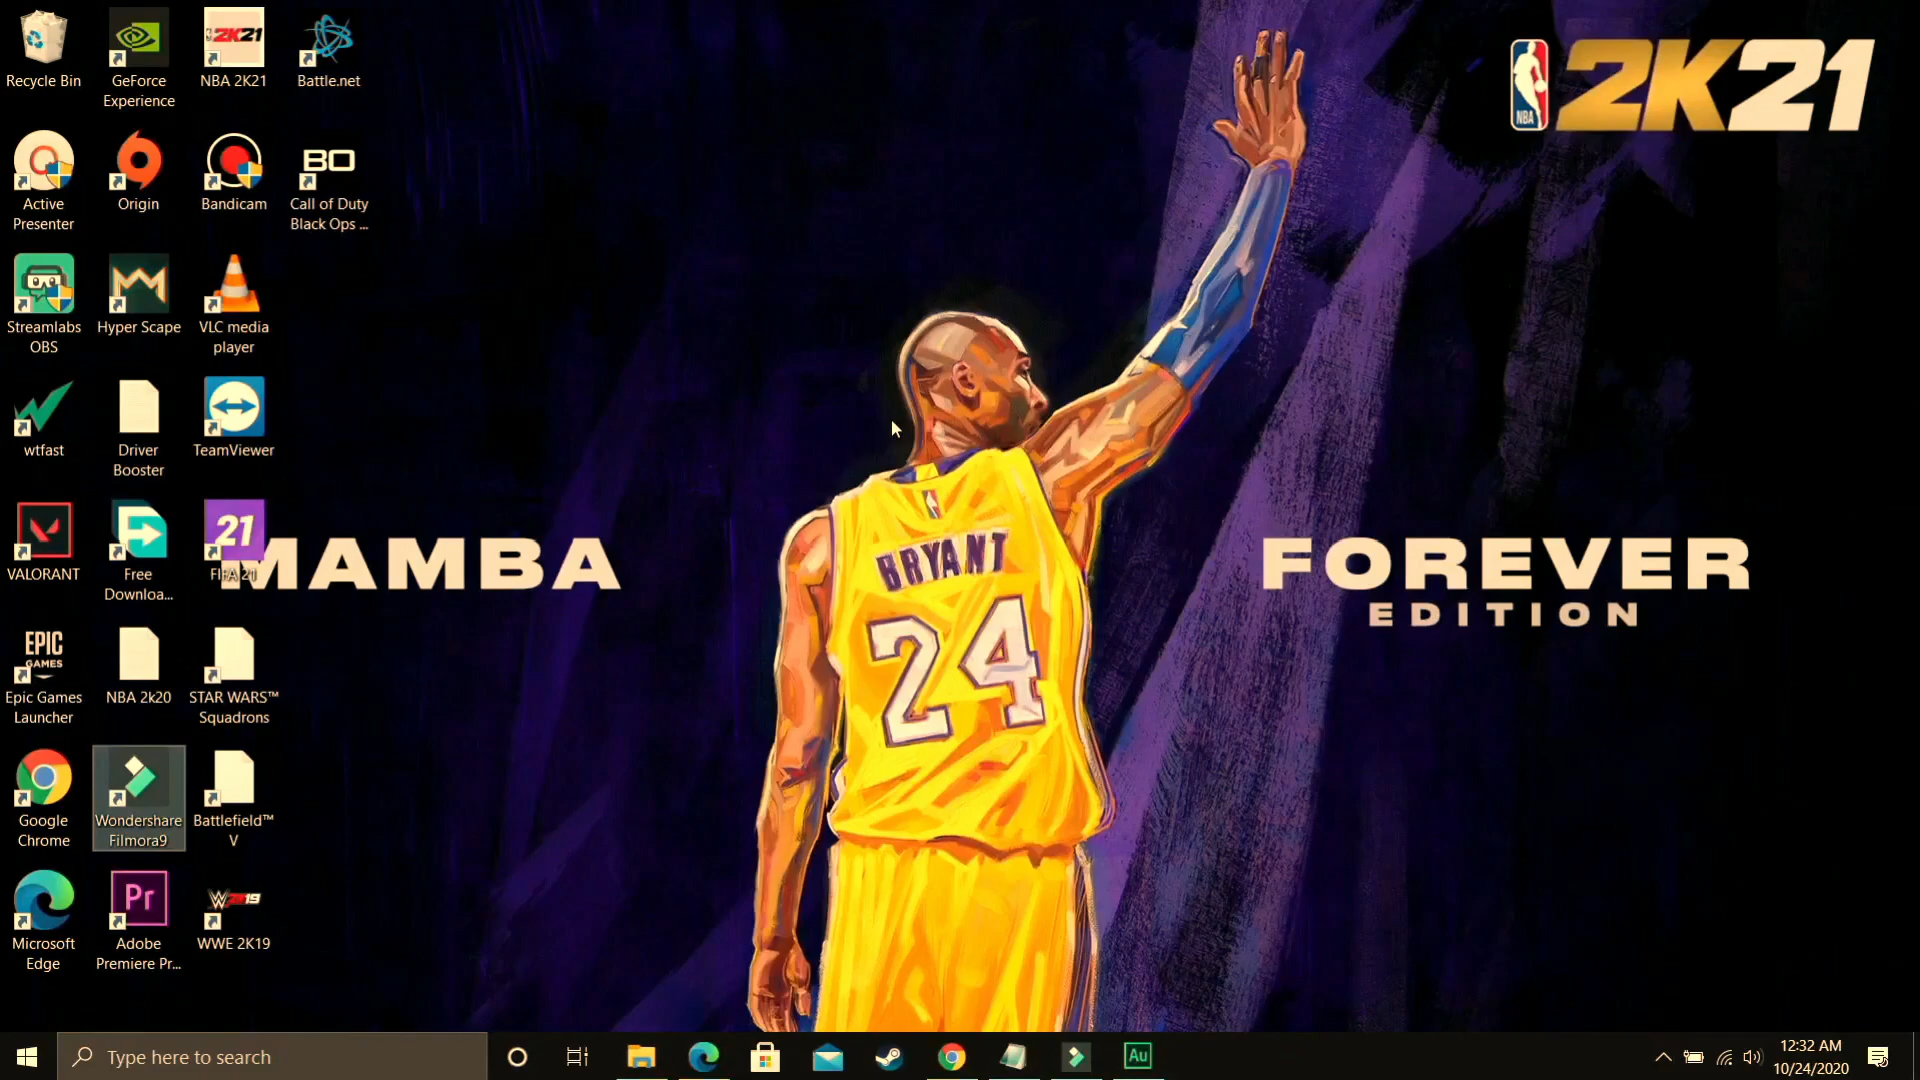 Recycle Bin
GeForce
Experience
2K21
NBA 2K21
Battle.net
Active
Presenter
Origin
Bandicam
BO
Call of Duty
Black Ops ...
Streamlabs
OBS
Hyper Scape
VLC media
player
wtfast
Driver
Booster
TeamViewer
VALORANT
Free
Downloa...
21
FIFA 21
EPIC
GAMES
Epic Games
Launcher
NBA 2k20
STAR WARS™
Squadrons
Google
Chrome
Wondershare
Filmora9
Battlefield™
V
Microsoft
Edge
Pr
Adobe
Premiere Pr...
W 2K19
WWE 2K19
NBA
2K21
MAMBA
FOREVER
EDITION
BRYANT
24
Type here to search
Au
12:32 AM
10/24/2020